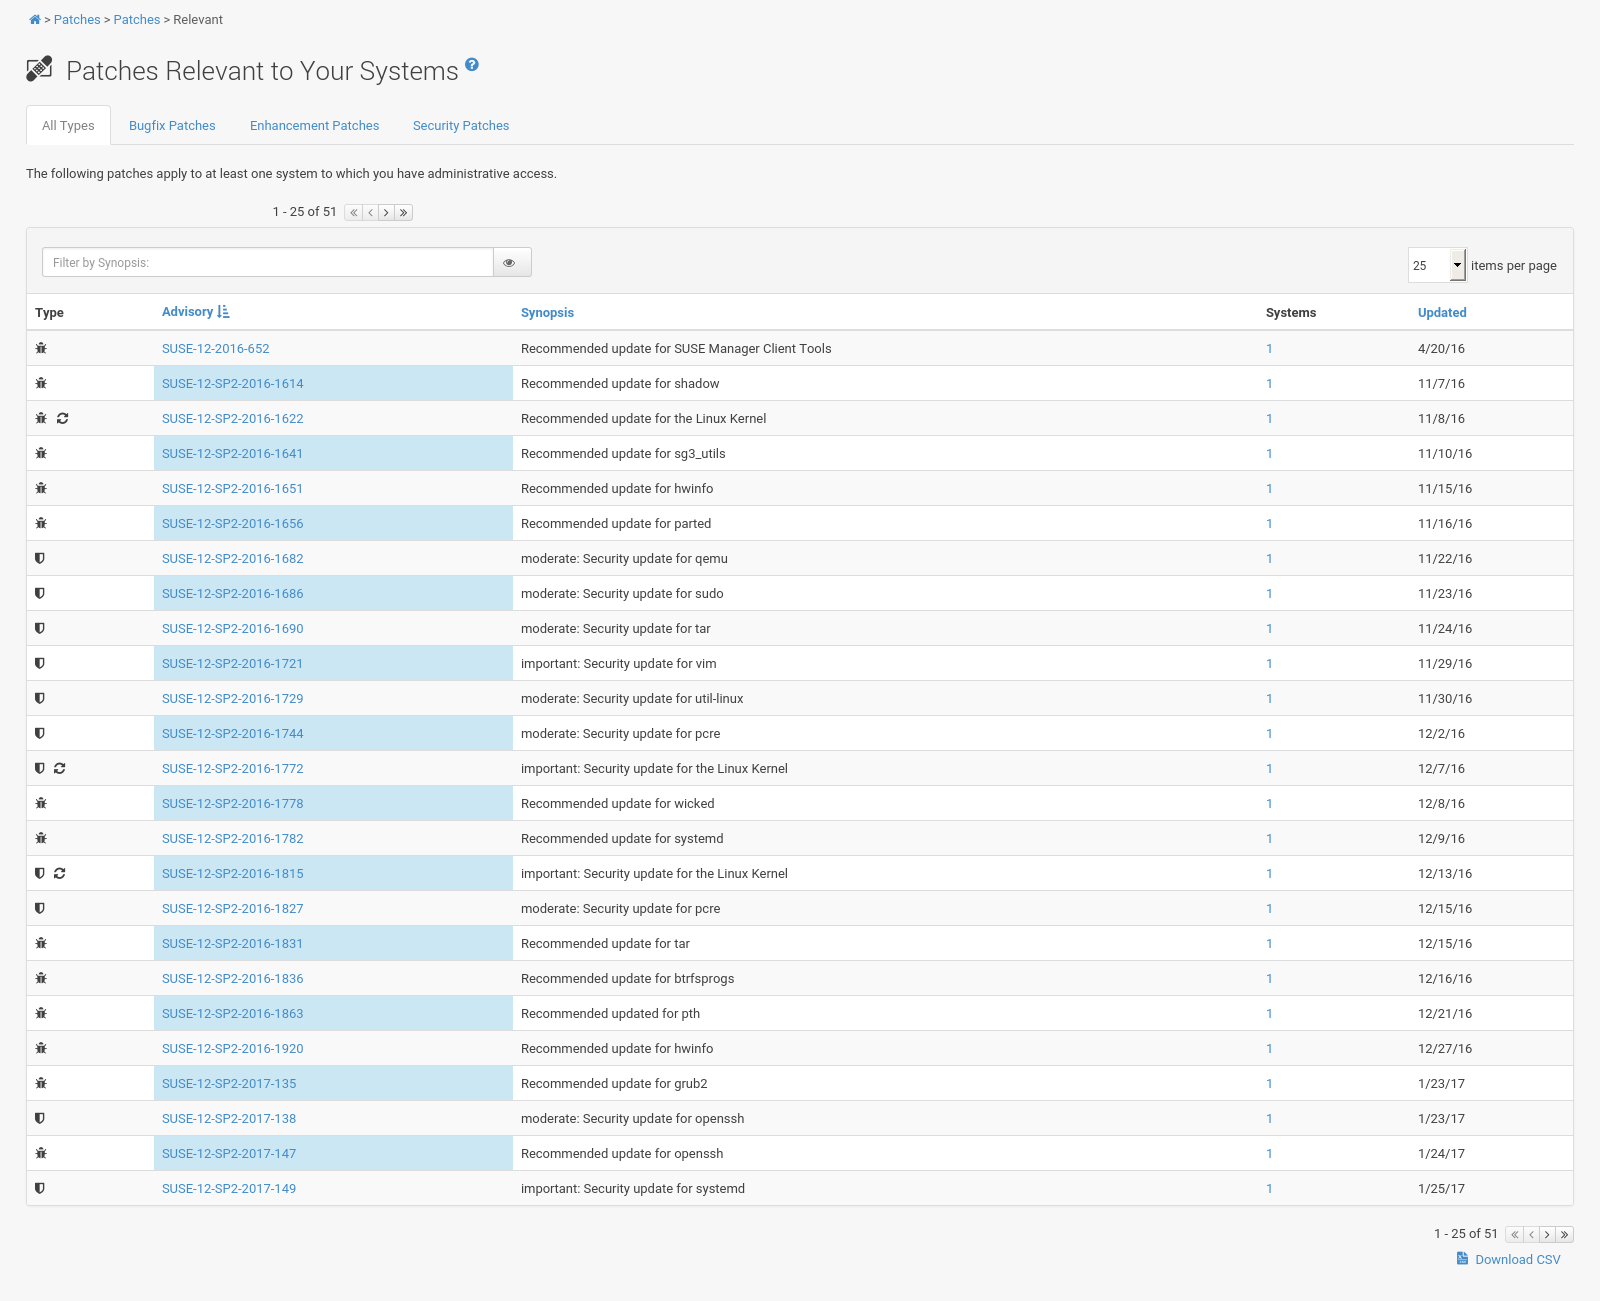 > Patches > Patches > Relevant
Patches Relevant to Your Systems ?
All Types Bugfix Patches Enhancement Patches Security Patches
The following patches apply to at least one system to which you have administrative access.
1 - 25 of 51
Filter by Synopsis: 25 items per page
Type Advisory Synopsis Systems Updated
SUSE-12-2016-652 Recommended update for SUSE Manager Client Tools 1 4/20/16
SUSE-12-SP2-2016-1614 Recommended update for shadow 1 11/7/16
SUSE-12-SP2-2016-1622 Recommended update for the Linux Kernel 1 11/8/16
SUSE-12-SP2-2016-1641 Recommended update for sg3_utils 1 11/10/16
SUSE-12-SP2-2016-1651 Recommended update for hwinfo 1 11/15/16
SUSE-12-SP2-2016-1656 Recommended update for parted 1 11/16/16
SUSE-12-SP2-2016-1682 moderate: Security update for qemu 1 11/22/16
SUSE-12-SP2-2016-1686 moderate: Security update for sudo 1 11/23/16
SUSE-12-SP2-2016-1690 moderate: Security update for tar 1 11/24/16
SUSE-12-SP2-2016-1721 important: Security update for vim 1 11/29/16
SUSE-12-SP2-2016-1729 moderate: Security update for util-linux 1 11/30/16
SUSE-12-SP2-2016-1744 moderate: Security update for pcre 1 12/2/16
SUSE-12-SP2-2016-1772 important: Security update for the Linux Kernel 1 12/7/16
SUSE-12-SP2-2016-1778 Recommended update for wicked 1 12/8/16
SUSE-12-SP2-2016-1782 Recommended update for systemd 1 12/9/16
SUSE-12-SP2-2016-1815 important: Security update for the Linux Kernel 1 12/13/16
SUSE-12-SP2-2016-1827 moderate: Security update for pcre 1 12/15/16
SUSE-12-SP2-2016-1831 Recommended update for tar 1 12/15/16
SUSE-12-SP2-2016-1836 Recommended update for btrfsprogs 1 12/16/16
SUSE-12-SP2-2016-1863 Recommended updated for pth 1 12/21/16
SUSE-12-SP2-2016-1920 Recommended update for hwinfo 1 12/27/16
SUSE-12-SP2-2017-135 Recommended update for grub2 1 1/23/17
SUSE-12-SP2-2017-138 moderate: Security update for openssh 1 1/23/17
SUSE-12-SP2-2017-147 Recommended update for openssh 1 1/24/17
SUSE-12-SP2-2017-149 important: Security update for systemd 1 1/25/17
1 - 25 of 51
Download CSV